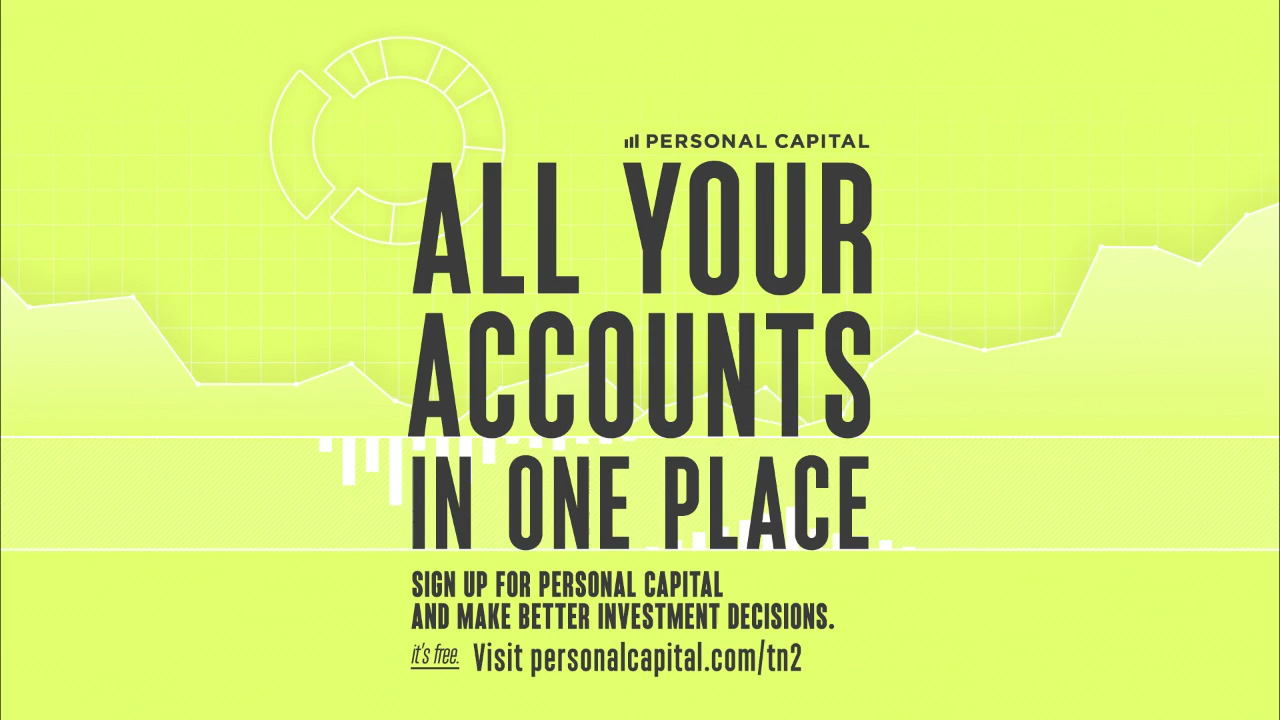 PERSONAL CAPITAL
ALL YOUR
ACCOUNTS
IN ONE PLACE
SIGN UP FOR PERSONAL CAPITAL
AND MAKE BETTER INVESTMENT DECISIONS.
it's free. Visit personalcapital.com/tn2